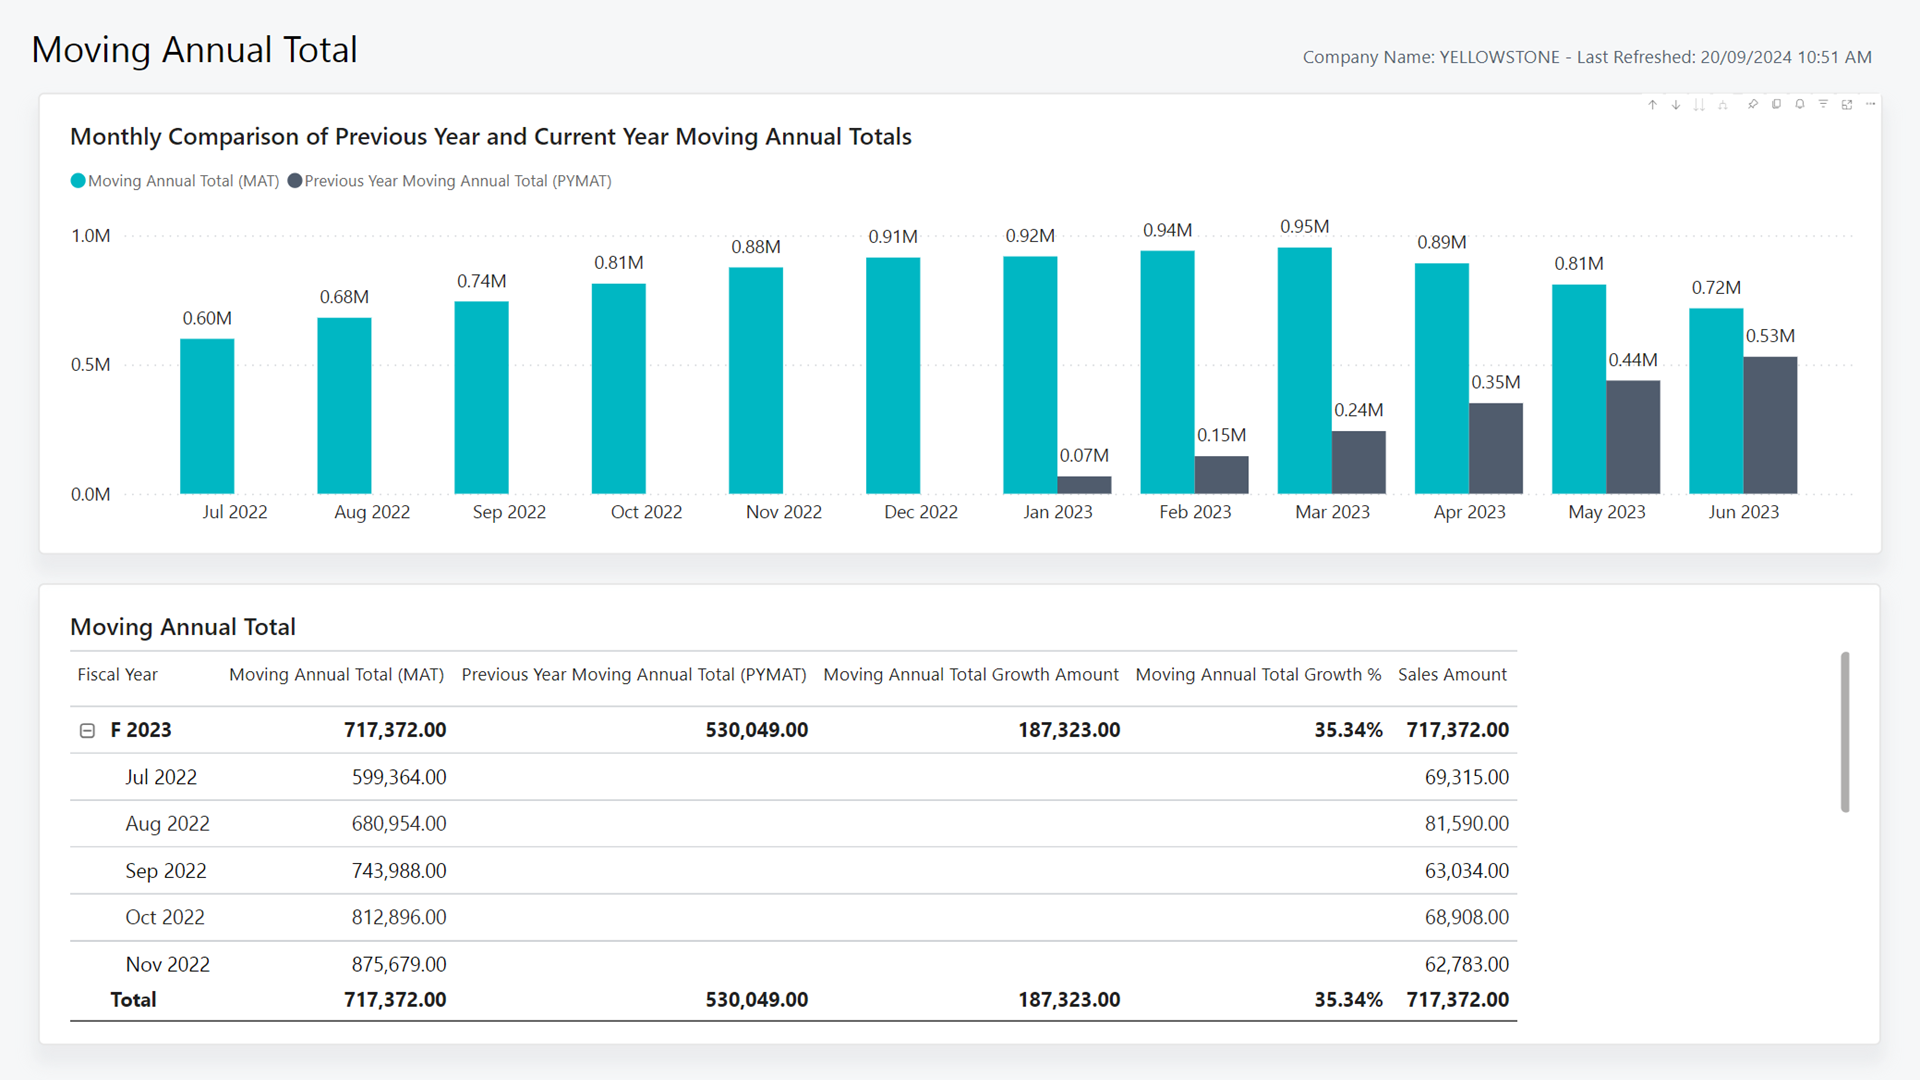 Moving Annual Total
Company Name: YELLOWSTONE - Last Refreshed: 20/09/2024 10:51 AM
Monthly Comparison of Previous Year and Current Year Moving Annual Totals
Moving Annual Total (MAT) Previous Year Moving Annual Total (PYMAT)
1.0M
0.5M
0.0M
0.60M
0.68M
0.74M
0.81M
0.88M
0.91M
0.92M
0.07M
0.94M
0.15M
0.95M
0.24M
0.89M
0.35M
0.81M
0.44M
0.72M
0.53M
Jul 2022 Aug 2022 Sep 2022 Oct 2022 Nov 2022 Dec 2022 Jan 2023 Feb 2023 Mar 2023 Apr 2023 May 2023 Jun 2023
Moving Annual Total
Fiscal Year Moving Annual Total (MAT) Previous Year Moving Annual Total (PYMAT) Moving Annual Total Growth Amount Moving Annual Total Growth % Sales Amount
F 2023 717,372.00 530,049.00 187,323.00 35.34% 717,372.00
Jul 2022 599,364.00 69,315.00
Aug 2022 680,954.00 81,590.00
Sep 2022 743,988.00 63,034.00
Oct 2022 812,896.00 68,908.00
Nov 2022 875,679.00 62,783.00
Total 717,372.00 530,049.00 187,323.00 35.34% 717,372.00